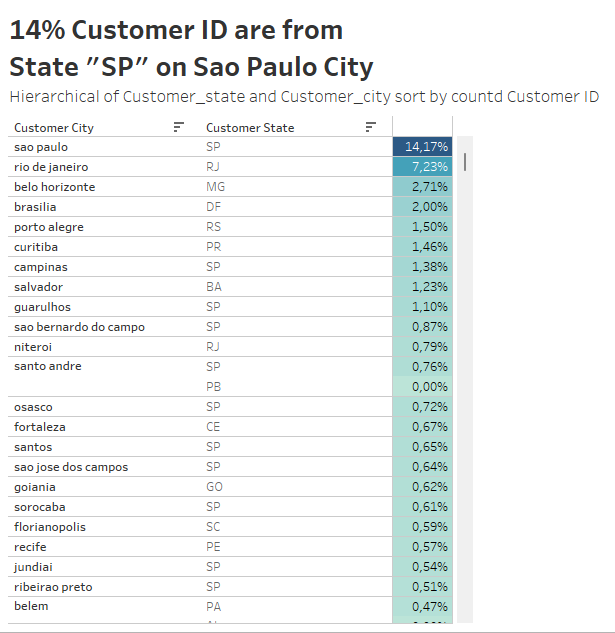 14% Customer ID are from
State "SP" on Sao Paulo City
Hierarchical of Customer_state and Customer_city sort by countd Customer ID
Customer City Customer State
sao paulo SP 14,17%
rio de janeiro RJ 7,23%
belo horizonte MG 2,71%
brasilia DF 2,00%
porto alegre RS 1,50%
curitiba PR 1,46%
campinas SP 1,38%
salvador BA 1,23%
guarulhos SP 1,10%
sao bernardo do campo SP 0,87%
niteroi RJ 0,79%
santo andre SP 0,76%
PB 0,00%
osasco SP 0,72%
fortaleza CE 0,67%
santos SP 0,65%
sao jose dos campos SP 0,64%
goiania GO 0,62%
sorocaba SP 0,61%
florianopolis SC 0,59%
recife PE 0,57%
jundiai SP 0,54%
ribeirao preto SP 0,51%
belem PA 0,47%